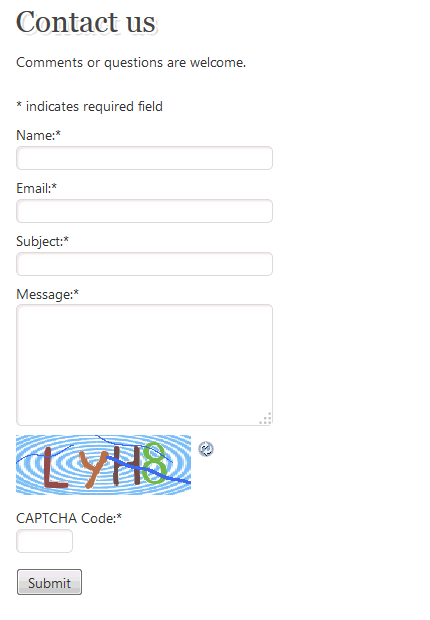 Contact us
Comments or questions are welcome.
* indicates required field
Name:*
Email:*
Subject:*
Message:*
LyH8
CAPTCHA Code:*
Submit